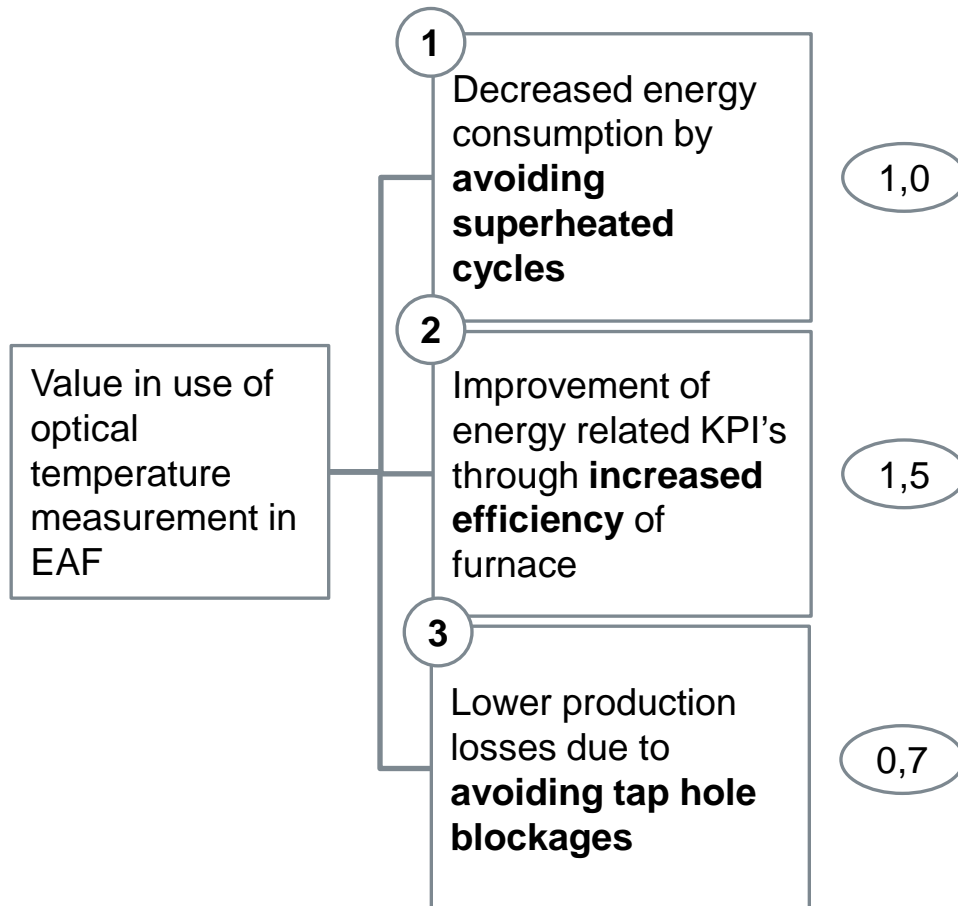 Value in use of
optical
temperature
measurement in
EAF
1
Decreased energy
consumption by
avoiding
superheated
cycles
1,0
2
Improvement of
energy related KPI's
through increased
efficiency of
furnace
1,5
3
Lower production
losses due to
avoiding tap hole
blockages
0,7